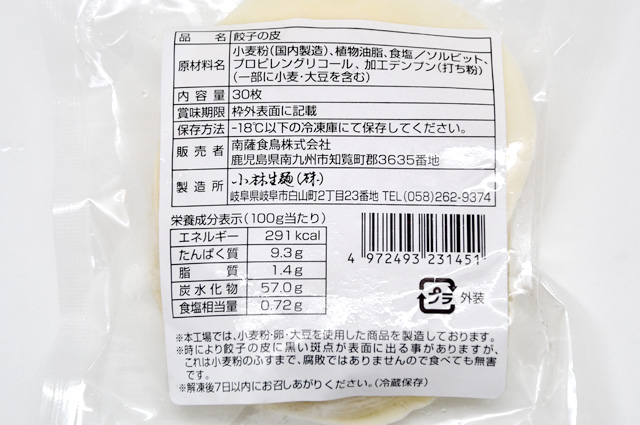 品名 餃子の皮
原材料名 小麦粉(国内製造)、植物油脂、食塩/ソルビット、
プロピレングリコール、加工デンプン(打ち粉)
(一部に小麦・大豆を含む)
内容量 30枚
賞味期限 枠外表面に記載
保存方法 -18℃以下の冷凍庫にて保存してください。
販売者 南薩食鳥株式会社
鹿児島県南九州市知覧町郡3635番地
製造所 小林生麺(株)
岐阜県岐阜市白山町2丁目23番地 TEL(058)262-9374
栄養成分表示(100g当たり)
エネルギー 291kcal
たんぱく質 9.3g
脂質 1.4g
炭水化物 57.0g
食塩相当量 0.72g
4 972493 231451
プラ 外装
※本工場では、小麦粉・卵・大豆を使用した商品を製造しております。
※時により餃子の皮に黒い斑点が表面に出る事がありますが、
これは小麦粉のふすまで、腐敗ではありませんので食べても無害
です。
※解凍後7日以内にお召しあがりください。(冷蔵保存)